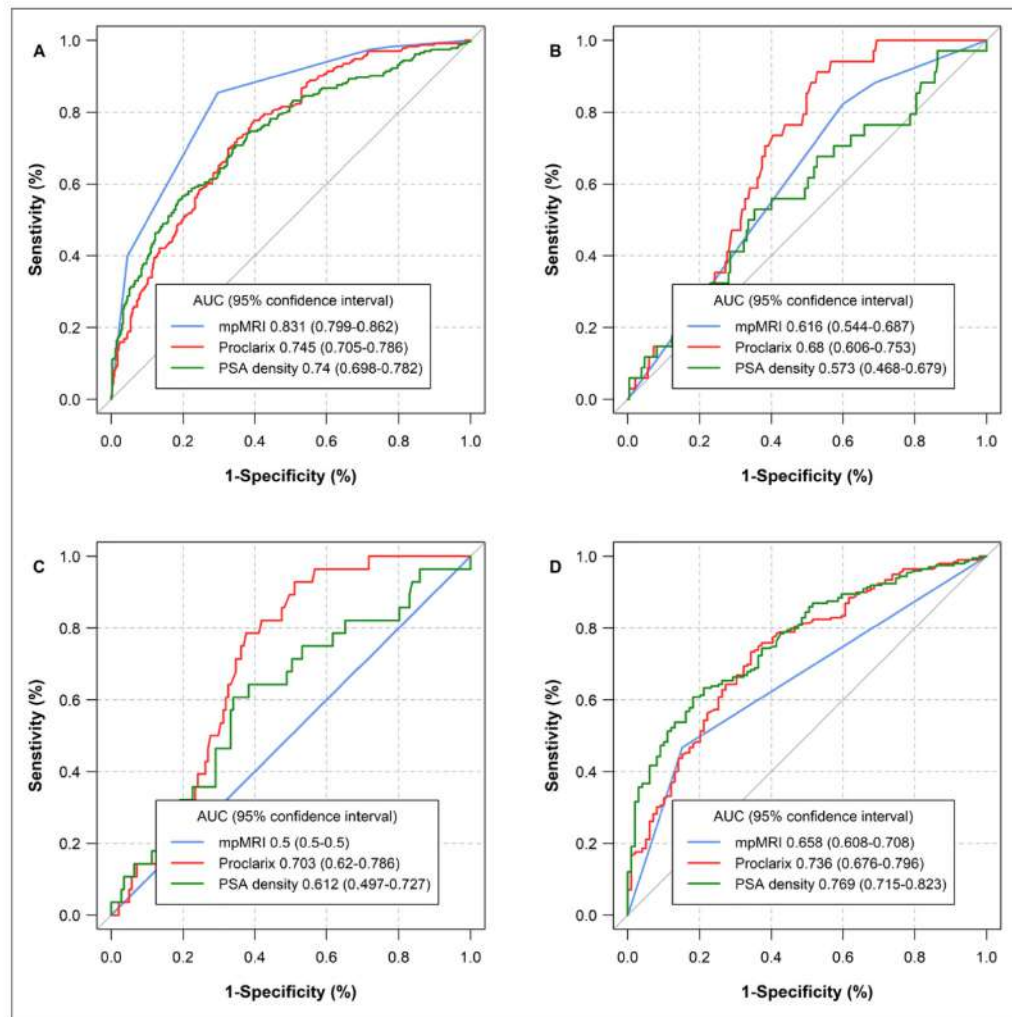 A
Senstivity (%)
1.0
0.8
0.6
0.4
0.2
0.0
AUC (95% confidence interval)
mpMRI 0.831 (0.799-0.862)
Proclarix 0.745 (0.705-0.786)
PSA density 0.74 (0.698-0.782)
0.0 0.2 0.4 0.6 0.8 1.0
1-Specificity (%)
B
Senstivity (%)
1.0
0.8
0.6
0.4
0.2
0.0
AUC (95% confidence interval)
mpMRI 0.616 (0.544-0.687)
Proclarix 0.68 (0.606-0.753)
PSA density 0.573 (0.468-0.679)
0.0 0.2 0.4 0.6 0.8 1.0
1-Specificity (%)
C
Senstivity (%)
1.0
0.8
0.6
0.4
0.2
0.0
AUC (95% confidence interval)
mpMRI 0.5 (0.5-0.5)
Proclarix 0.703 (0.62-0.786)
PSA density 0.612 (0.497-0.727)
0.0 0.2 0.4 0.6 0.8 1.0
1-Specificity (%)
D
Senstivity (%)
1.0
0.8
0.6
0.4
0.2
0.0
AUC (95% confidence interval)
mpMRI 0.658 (0.608-0.708)
Proclarix 0.736 (0.676-0.796)
PSA density 0.769 (0.715-0.823)
0.0 0.2 0.4 0.6 0.8 1.0
1-Specificity (%)